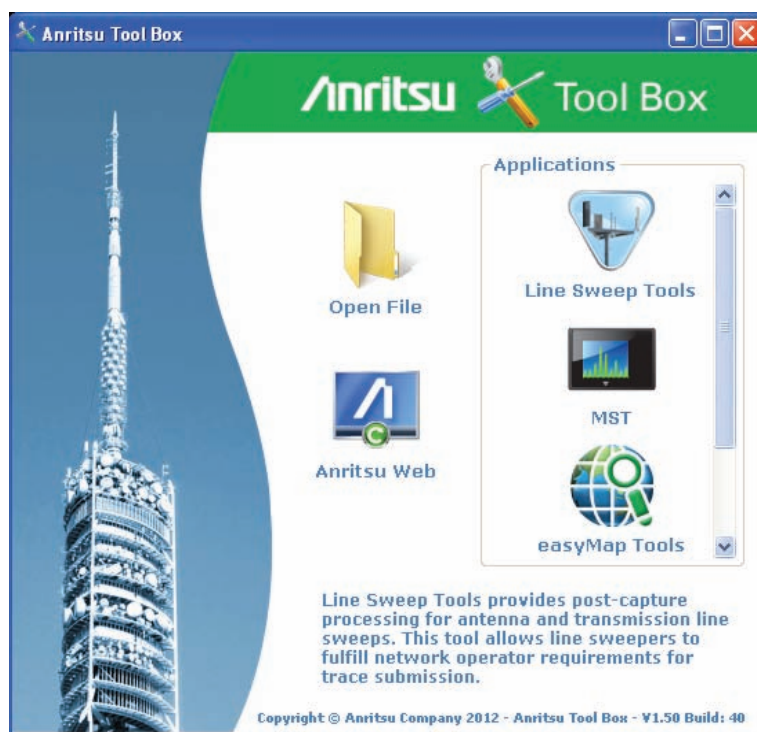 Anritsu Tool Box
Anritsu Tool Box
Applications
Open File
Line Sweep Tools
MST
Anritsu Web
easyMap Tools
Line Sweep Tools provides post-capture
processing for antenna and transmission line
sweeps. This tool allows line sweepers to
fulfill network operator requirements for
trace submission.
Copyright © Anritsu Company 2012 - Anritsu Tool Box - V1.50 Build: 40